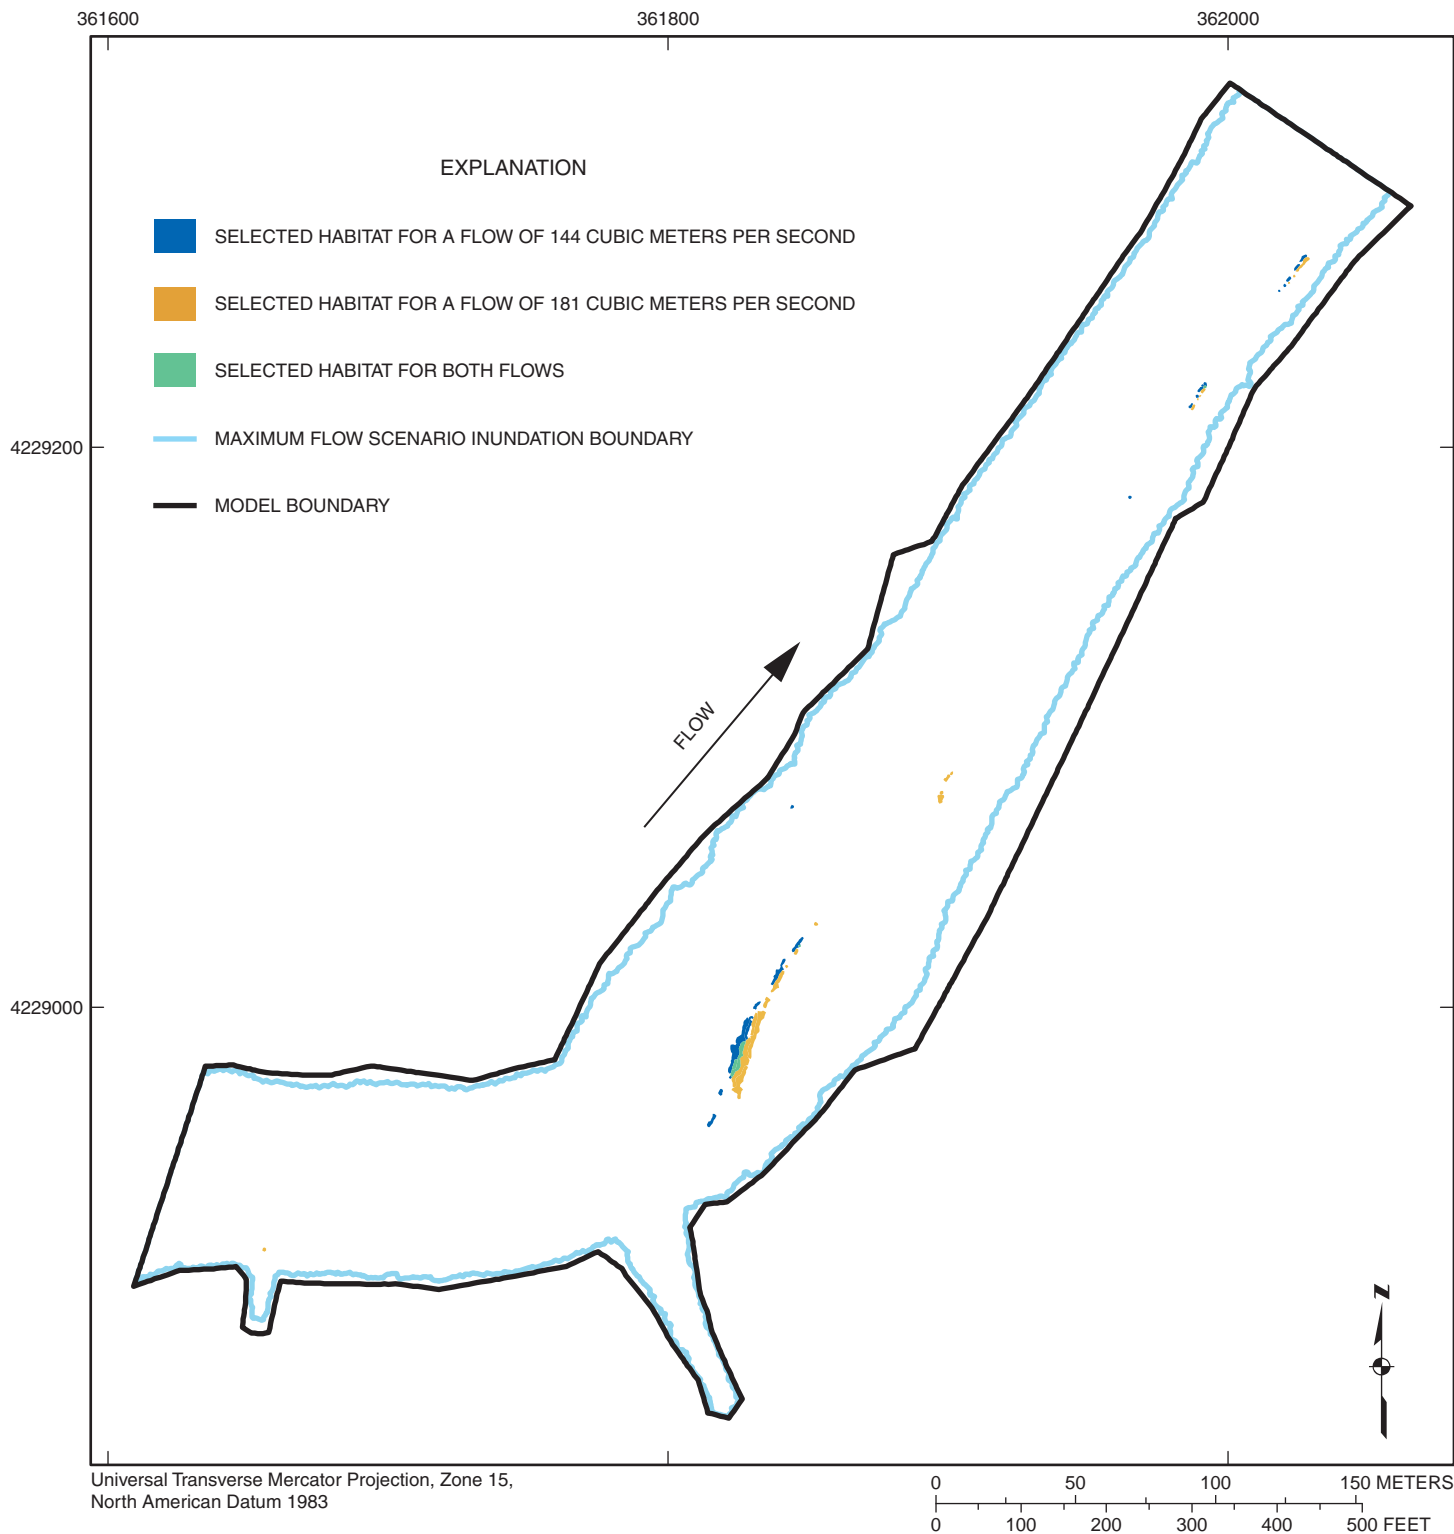 361600 361800 362000
EXPLANATION
SELECTED HABITAT FOR A FLOW OF 144 CUBIC METERS PER SECOND
SELECTED HABITAT FOR A FLOW OF 181 CUBIC METERS PER SECOND
SELECTED HABITAT FOR BOTH FLOWS
MAXIMUM FLOW SCENARIO INUNDATION BOUNDARY
4229200
MODEL BOUNDARY
FLOW
4229000
N
Universal Transverse Mercator Projection, Zone 15,
North American Datum 1983
0 50 100 150 METERS
0 100 200 300 400 500 FEET